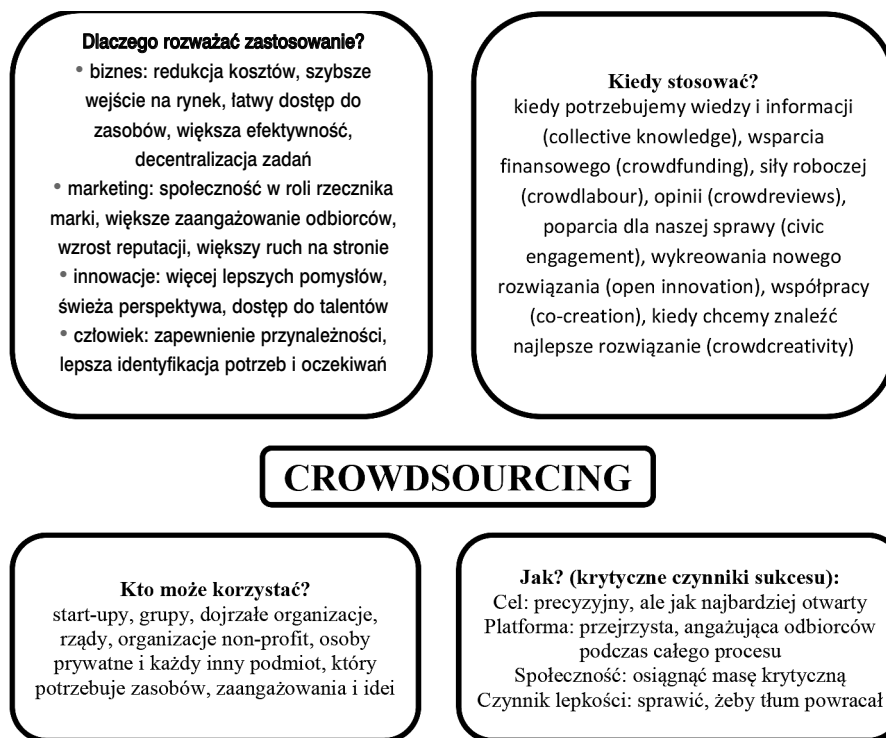 Dlaczego rozważać zastosowanie?
• biznes: redukcja kosztów, szybsze
wejście na rynek, łatwy dostęp do
zasobów, większa efektywność,
decentralizacja zadań
• marketing: społeczność w roli rzecznika
marki, większe zaangażowanie odbiorców,
wzrost reputacji, większy ruch na stronie
• innowacje: więcej lepszych pomysłów,
świeża perspektywa, dostęp do talentów
• człowiek: zapewnienie przynależności,
lepsza identyfikacja potrzeb i oczekiwań
Kiedy stosować?
kiedy potrzebujemy wiedzy i informacji
(collective knowledge), wsparcia
finansowego (crowdfunding), siły roboczej
(crowdlabour), opinii (crowdreviews),
poparcia dla naszej sprawy (civic
engagement), wykreowania nowego
rozwiązania (open innovation), współpracy
(co-creation), kiedy chcemy znaleźć
najlepsze rozwiązanie (crowdcreativity)
CROWDSOURCING
Kto może korzystać?
start-upy, grupy, dojrzałe organizacje,
rządy, organizacje non-profit, osoby
prywatne i każdy inny podmiot, który
potrzebuje zasobów, zaangażowania i idei
Jak? (krytyczne czynniki sukcesu):
Cel: precyzyjny, ale jak najbardziej otwarty
Platforma: przejrzysta, angażująca odbiorców
podczas całego procesu
Społeczność: osiągnąć masę krytyczną
Czynnik lepkości: sprawić, żeby tłum powracał